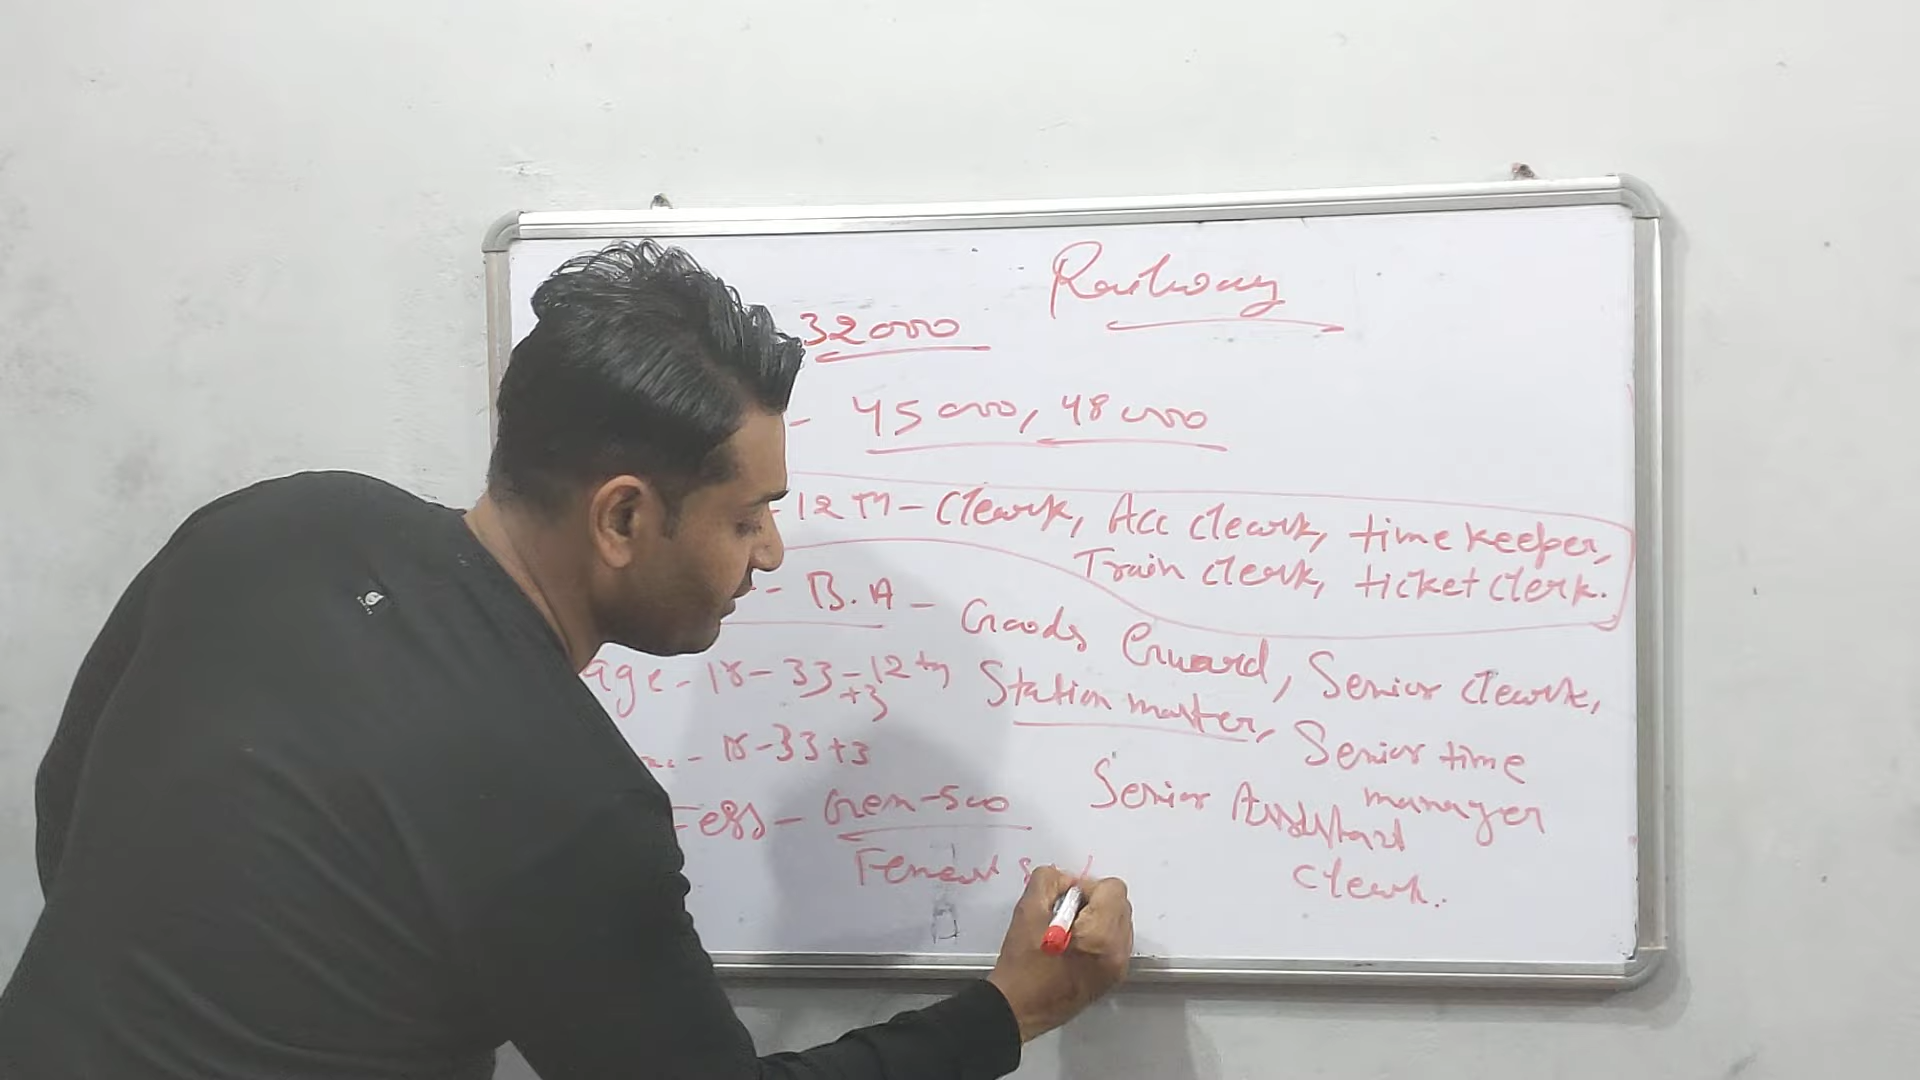 Railway
32000
- 45000, 48000
- 12TH - Clerk, Acc clerk, time keeper,
Train clerk, ticket clerk.
- B.A - Goods Guard, Senior clerk,
Station master, Senior time manager
Senior Assistant clerk.
age - 18-33 - 12th
+3
- 18-33+3
- Gen-500